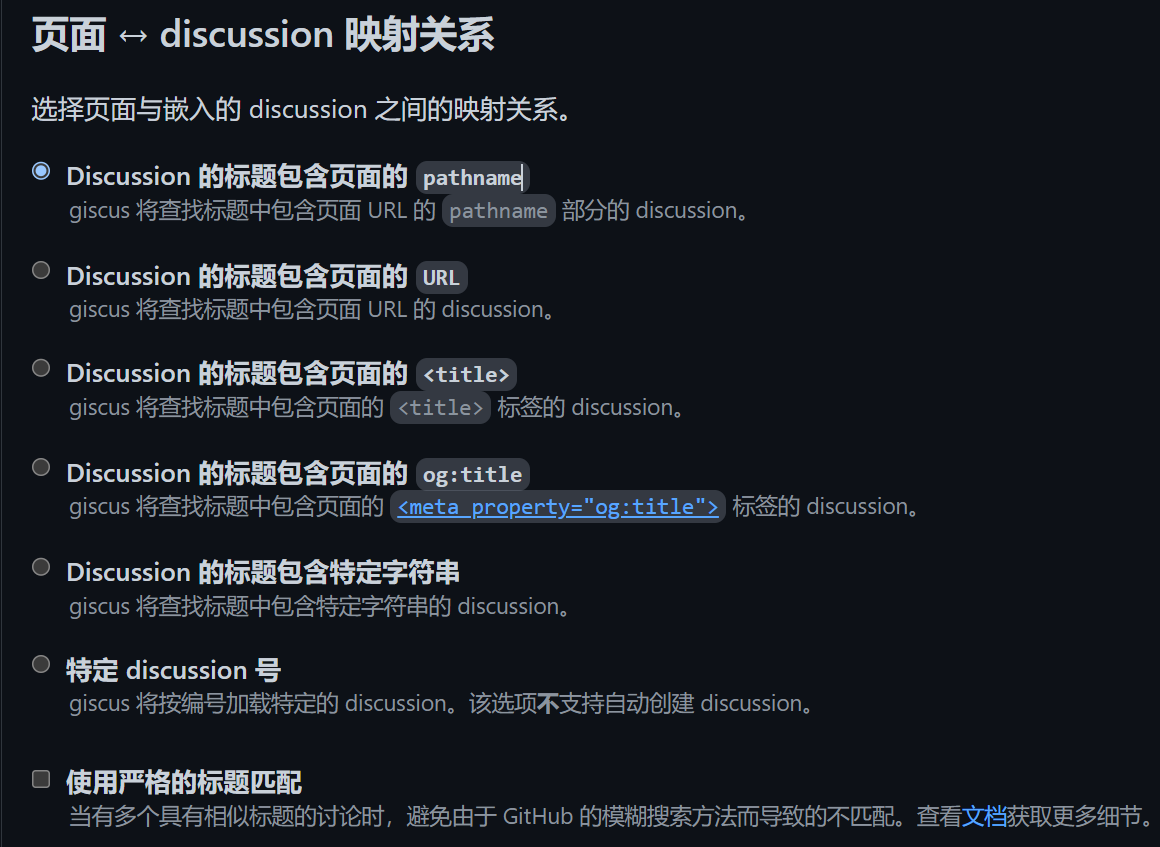 页面 ↔ discussion 映射关系
选择页面与嵌入的 discussion 之间的映射关系。
Discussion 的标题包含页面的 pathname
giscus 将查找标题中包含页面 URL 的 pathname 部分的 discussion。
Discussion 的标题包含页面的 URL
giscus 将查找标题中包含页面 URL 的 discussion。
Discussion 的标题包含页面的 <title>
giscus 将查找标题中包含页面的 <title> 标签的 discussion。
Discussion 的标题包含页面的 og:title
giscus 将查找标题中包含页面的 <meta property="og:title"> 标签的 discussion。
Discussion 的标题包含特定字符串
giscus 将查找标题中包含特定字符串的 discussion。
特定 discussion 号
giscus 将按编号加载特定的 discussion。该选项不支持自动创建 discussion。
使用严格的标题匹配
当有多个具有相似标题的讨论时，避免由于 GitHub 的模糊搜索方法而导致的不匹配。查看文档获取更多细节。